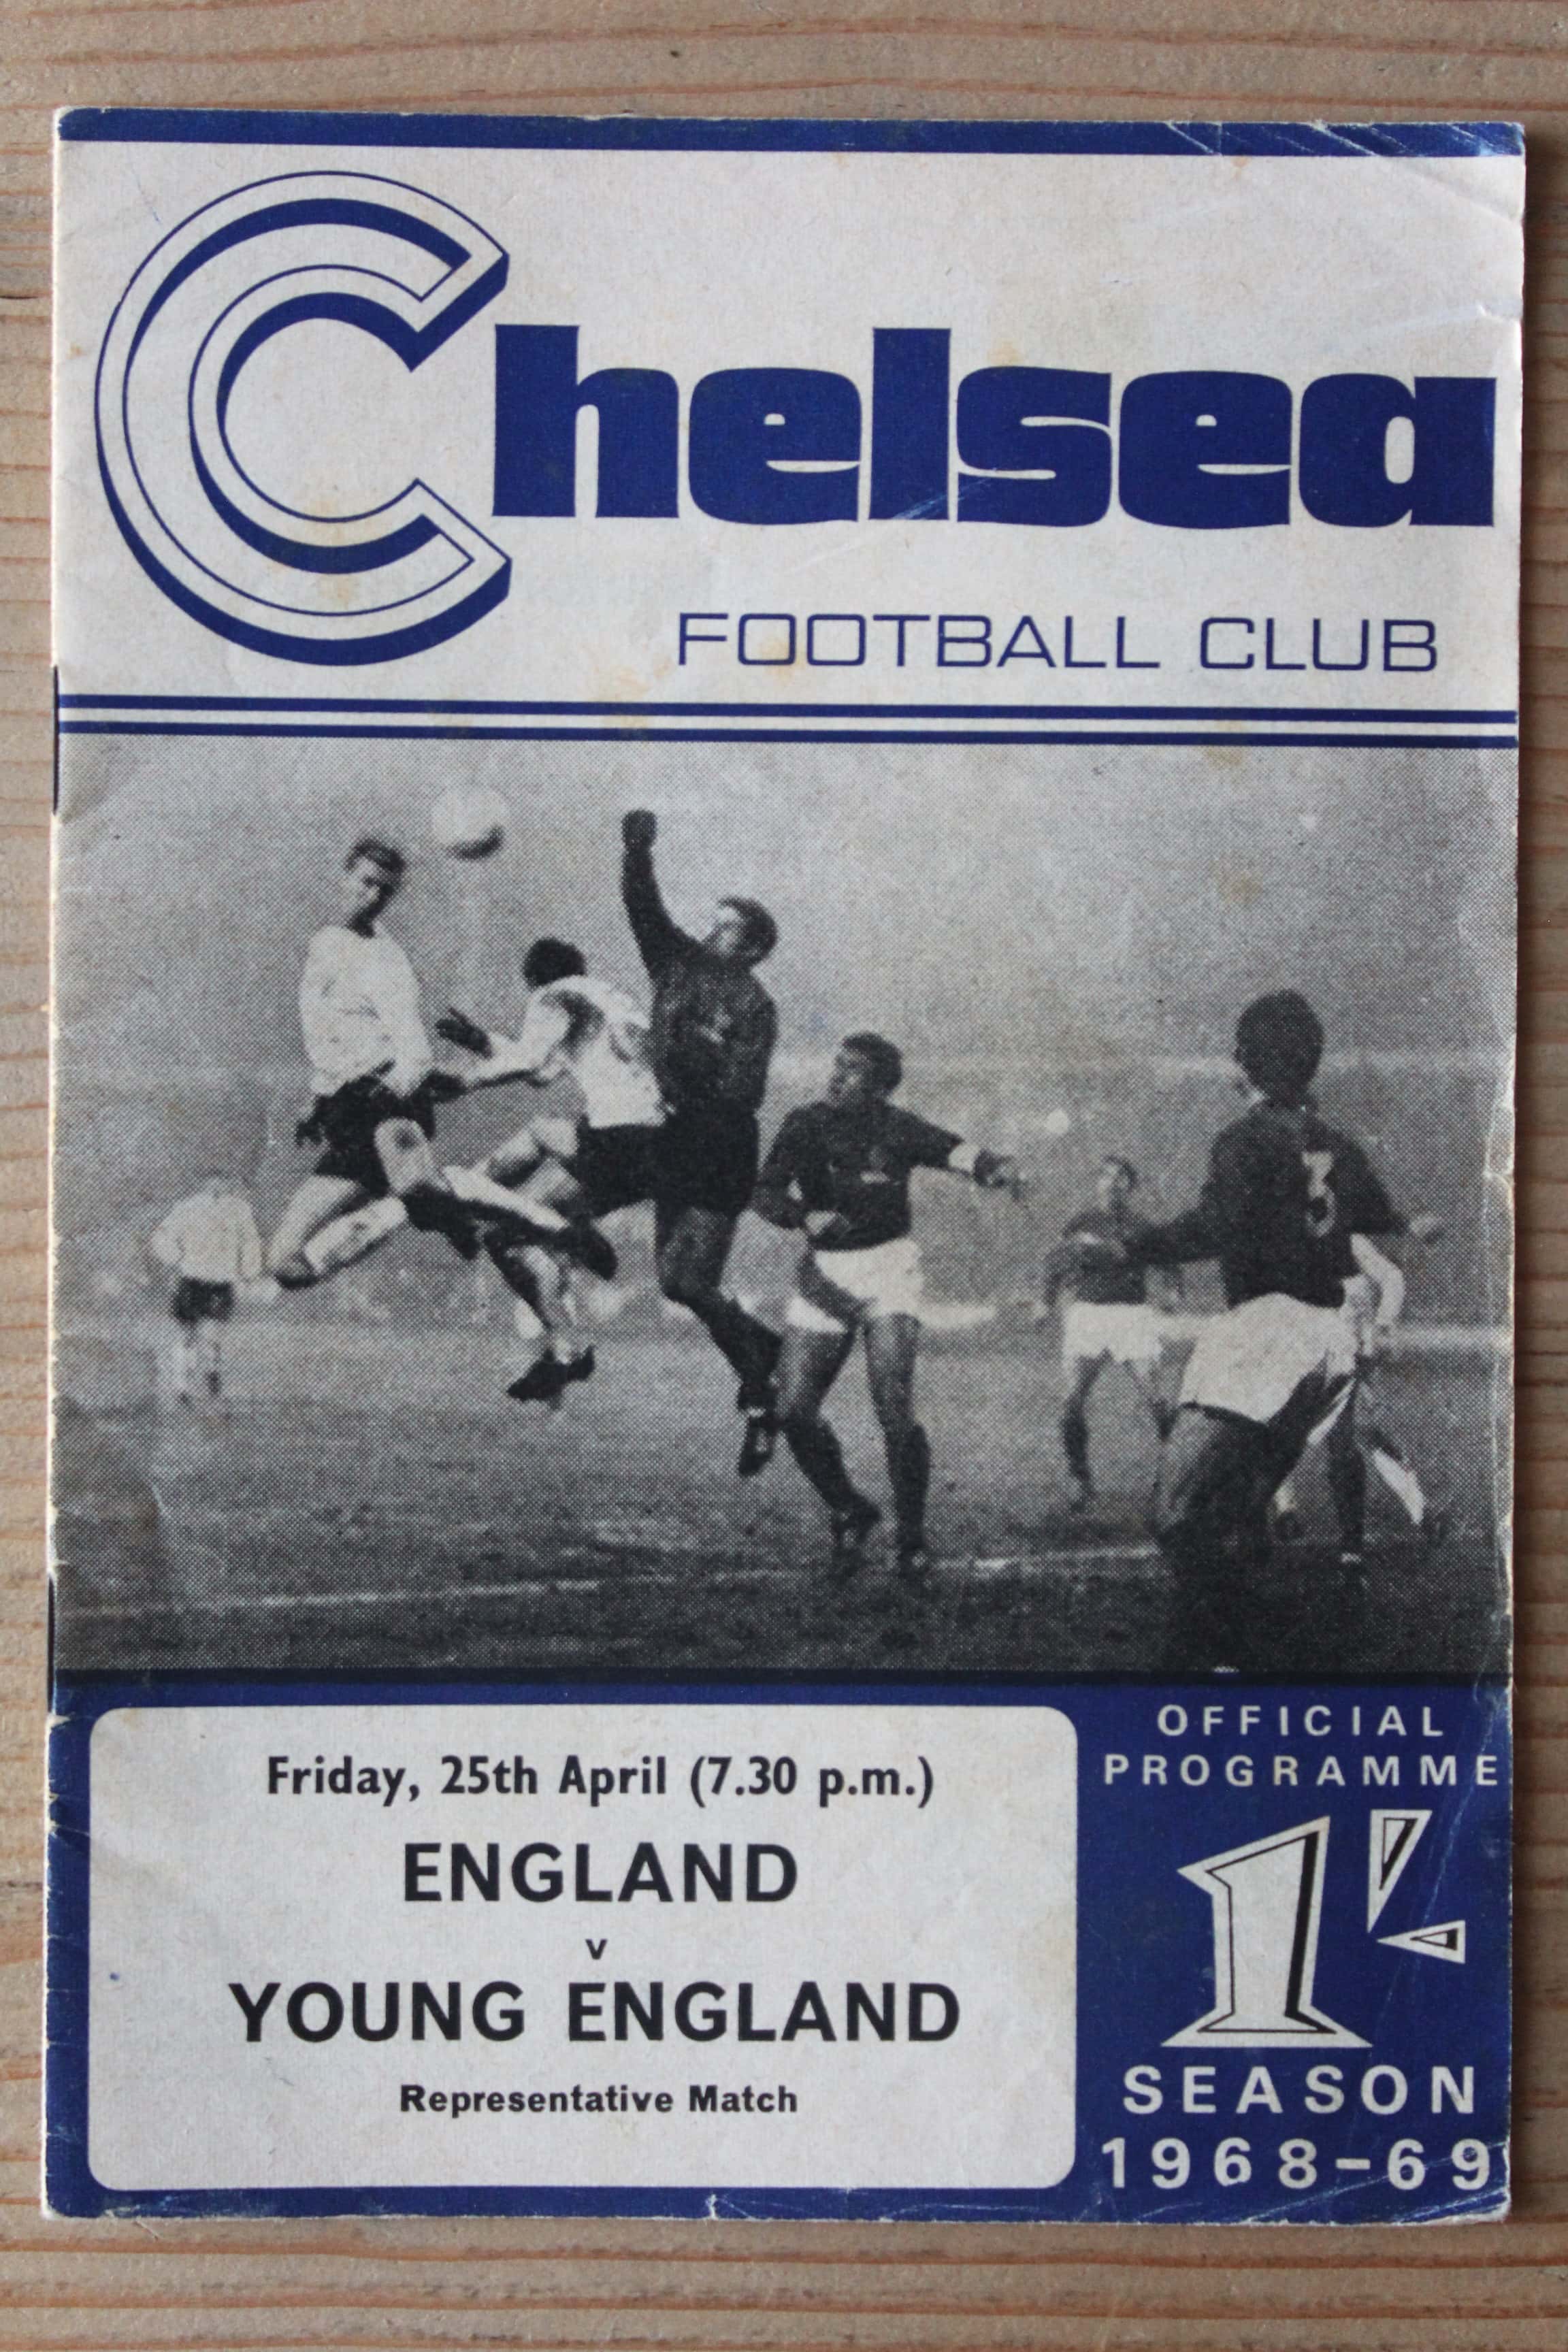 Chelsea
FOOTBALL CLUB
3
Friday, 25th April (7.30 p.m.)
ENGLAND
v
YOUNG ENGLAND
Representative Match
OFFICIAL
PROGRAMME
1/-
SEASON
1968-69